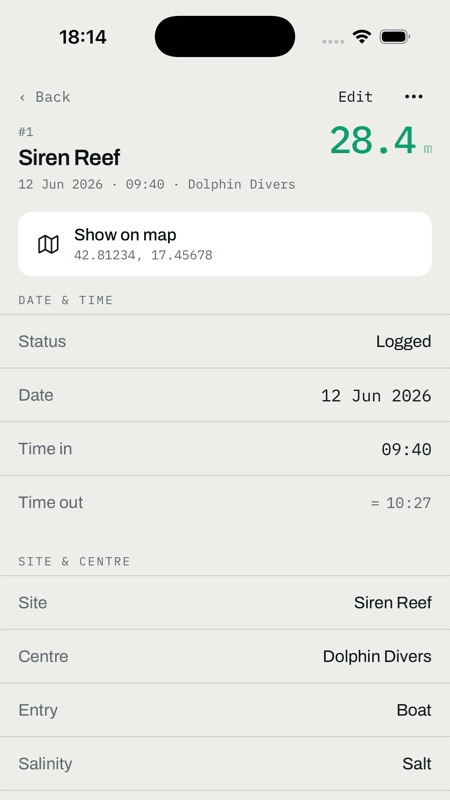 18:14
‹ Back
Edit
#1
28.4 m
Siren Reef
12 Jun 2026 · 09:40 · Dolphin Divers
Show on map
42.81234, 17.45678
DATE & TIME
Status Logged
Date 12 Jun 2026
Time in 09:40
Time out = 10:27
SITE & CENTRE
Site Siren Reef
Centre Dolphin Divers
Entry Boat
Salinity Salt